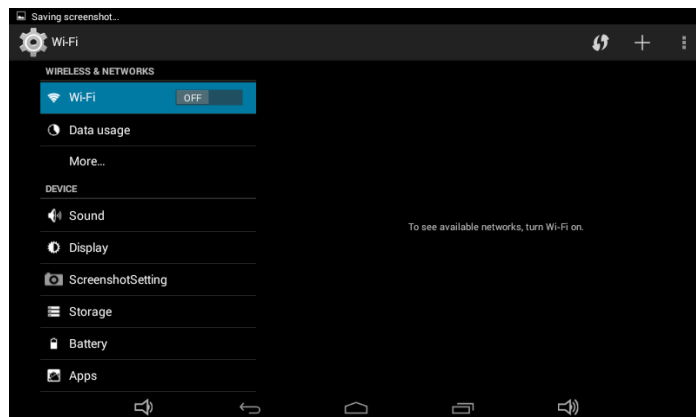 Saving screenshot...
Wi-Fi
WIRELESS & NETWORKS
Wi-Fi OFF
Data usage
More...
DEVICE
Sound
Display
ScreenshotSetting
Storage
Battery
Apps
To see available networks, turn Wi-Fi on.